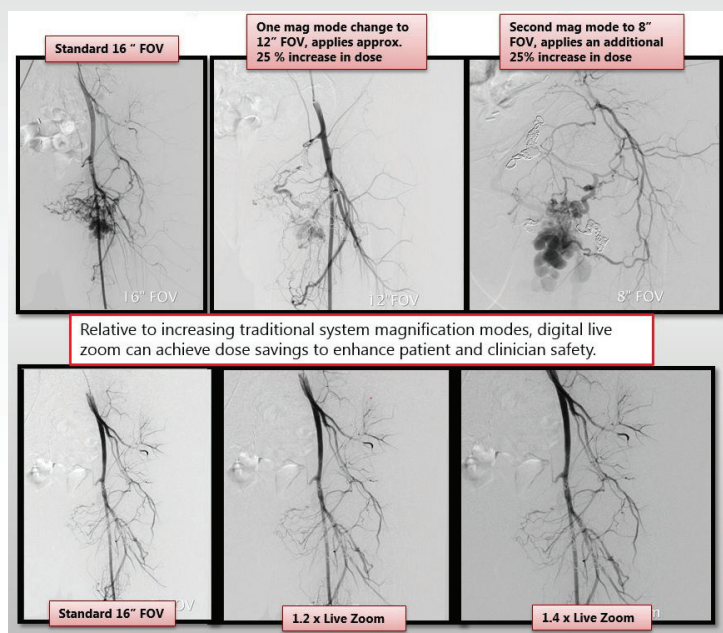 Standard 16 " FOV
One mag mode change to
12" FOV, applies approx.
25 % increase in dose
Second mag mode to 8"
FOV, applies an additional
25% increase in dose
16" FOV
12"FOV
8" FOV
Relative to increasing traditional system magnification modes, digital live
zoom can achieve dose savings to enhance patient and clinician safety.
Standard 16" FOV
OV
1.2 x Live Zoom
1.4 x Live Zoom